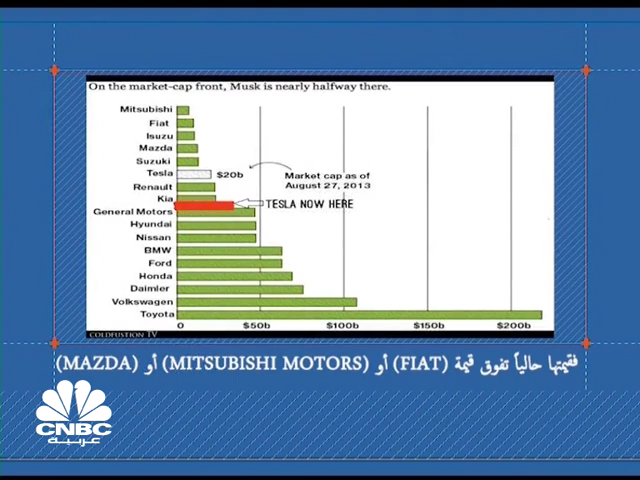 On the market-cap front, Musk is nearly halfway there.
Mitsubishi
Fiat
Isuzu
Mazda
Suzuki
Tesla $20b
Market cap as of
August 27, 2013
Renault
Kia
TESLA NOW HERE
General Motors
Hyundai
Nissan
BMW
Ford
Honda
Daimler
Volkswagen
Toyota
0 $50b $100b $150b $200b
COLDFUSTION TV
فقيمتها حالياً تفوق قيمة (FIAT) أو (MITSUBISHI MOTORS) أو (MAZDA)
CNBC
عربية